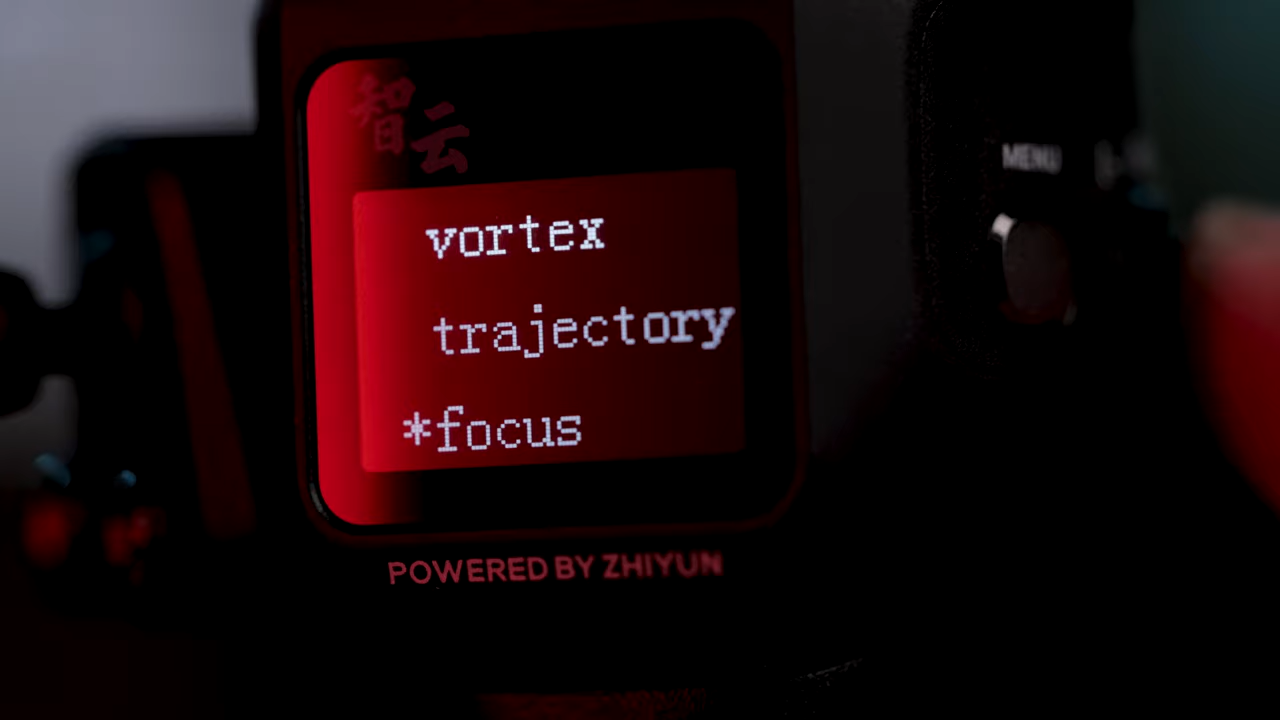 智云
MENU
vortex
trajectory
*focus
POWERED BY ZHIYUN